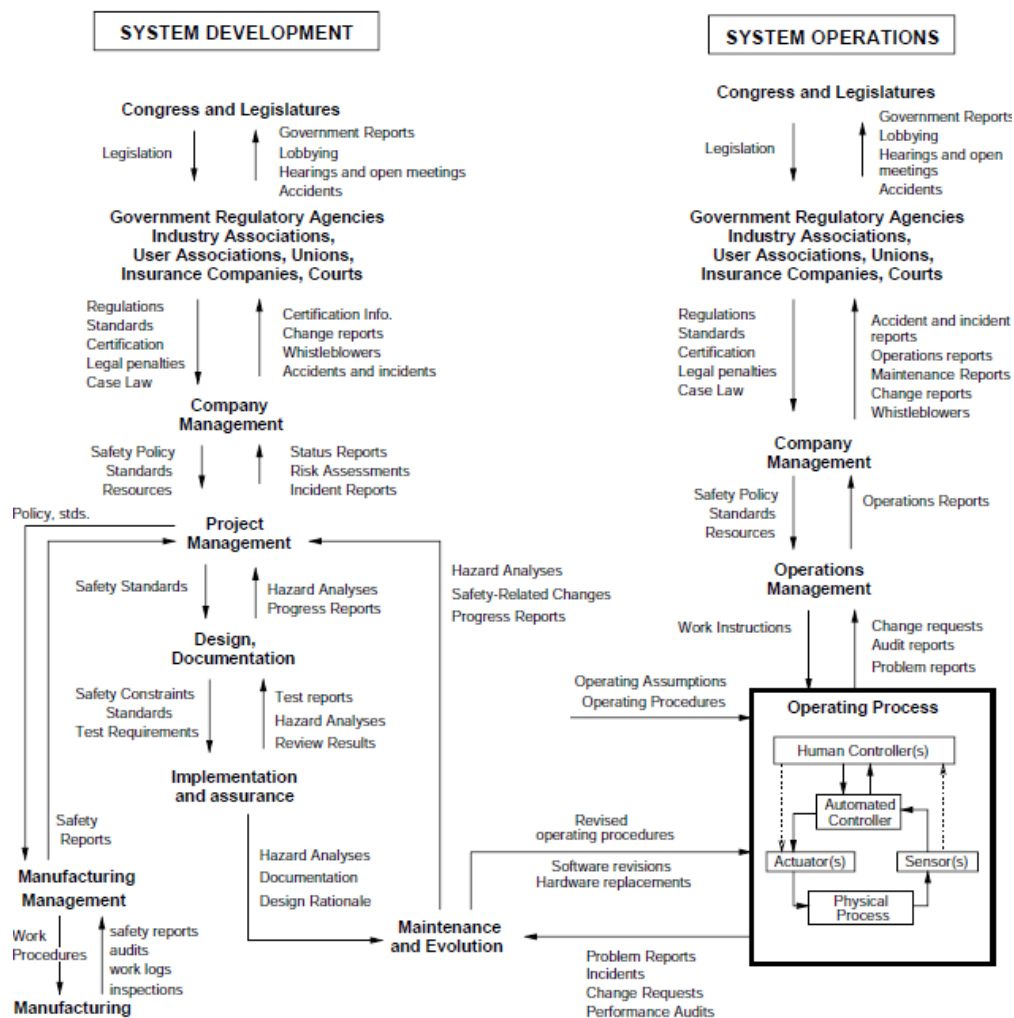 SYSTEM DEVELOPMENT
Congress and Legislatures
Legislation
Government Reports
Lobbying
Hearings and open meetings
Accidents
Government Regulatory Agencies
Industry Associations,
User Associations, Unions,
Insurance Companies, Courts
Regulations
Standards
Certification
Legal penalties
Case Law
Certification Info.
Change reports
Whistleblowers
Accidents and incidents
Company
Management
Safety Policy
Standards
Resources
Status Reports
Risk Assessments
Incident Reports
Policy, stds.
Project
Management
Safety Standards
Hazard Analyses
Progress Reports
Design,
Documentation
Safety Constraints
Standards
Test Requirements
Test reports
Hazard Analyses
Review Results
Implementation
and assurance
Safety
Reports
Manufacturing
Management
Work
Procedures
safety reports
audits
work logs
inspections
Manufacturing
Hazard Analyses
Documentation
Design Rationale
Hazard Analyses
Safety-Related Changes
Progress Reports
Maintenance
and Evolution
Revised
operating procedures
Software revisions
Hardware replacements
Problem Reports
Incidents
Change Requests
Performance Audits
SYSTEM OPERATIONS
Congress and Legislatures
Legislation
Government Reports
Lobbying
Hearings and open
meetings
Accidents
Government Regulatory Agencies
Industry Associations,
User Associations, Unions,
Insurance Companies, Courts
Regulations
Standards
Certification
Legal penalties
Case Law
Accident and incident
reports
Operations reports
Maintenance Reports
Change reports
Whistleblowers
Company
Management
Safety Policy
Standards
Resources
Operations Reports
Operations
Management
Work Instructions
Change requests
Audit reports
Problem reports
Operating Assumptions
Operating Procedures
Operating Process
Human Controller(s)
Automated
Controller
Actuator(s)
Sensor(s)
Physical
Process